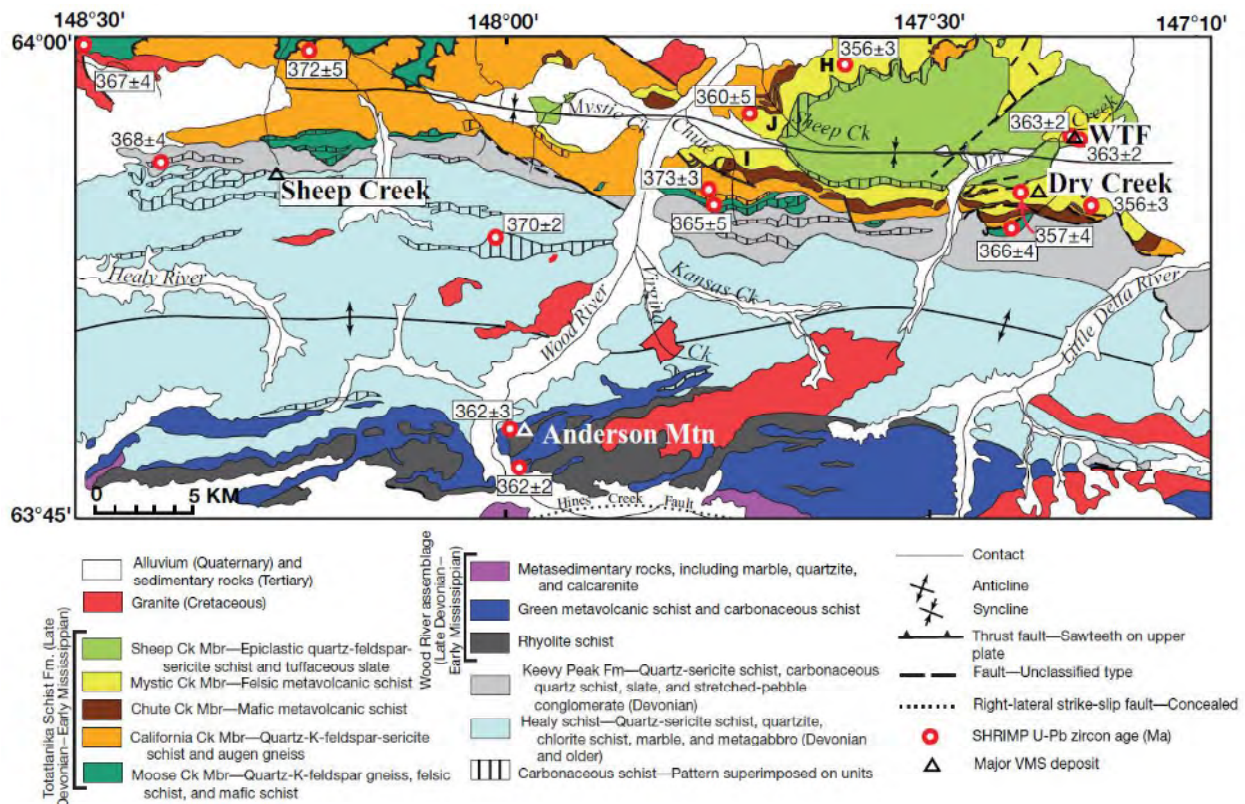 148°30'
148°00'
147°30'
147°10'
64°00'
367±4
372±5
356±3
H
360±5
J
Mystic Ck
Chute
Sheep Ck
363±2
Creek
WTF
363±2
Dry
368±4
Sheep Creek
I
373±3
365±5
Dry Creek
356±3
357±4
366±4
370±2
Healy River
Wood River
Virginia
Ck
Kansas Ck
Little Delta River
362±3
Anderson Mtn
362±2
Hines Creek Fault
0 5 KM
63°45'
Alluvium (Quaternary) and
sedimentary rocks (Tertiary)
Granite (Cretaceous)
Totatlanika Schist Fm. (Late
Devonian–Early Mississippian)
Sheep Ck Mbr—Epiclastic quartz-feldspar-
sericite schist and tuffaceous slate
Mystic Ck Mbr—Felsic metavolcanic schist
Chute Ck Mbr—Mafic metavolcanic schist
California Ck Mbr—Quartz-K-feldspar-sericite
schist and augen gneiss
Moose Ck Mbr—Quartz-K-feldspar gneiss, felsic
schist, and mafic schist
Wood River assemblage
(Late Devonian–
Early Mississippian)
Metasedimentary rocks, including marble, quartzite,
and calcarenite
Green metavolcanic schist and carbonaceous schist
Rhyolite schist
Keevy Peak Fm—Quartz-sericite schist, carbonaceous
quartz schist, slate, and stretched-pebble
conglomerate (Devonian)
Healy schist—Quartz-sericite schist, quartzite,
chlorite schist, marble, and metagabbro (Devonian
and older)
Carbonaceous schist—Pattern superimposed on units
Contact
Anticline
Syncline
Thrust fault—Sawteeth on upper
plate
Fault—Unclassified type
Right-lateral strike-slip fault—Concealed
SHRIMP U-Pb zircon age (Ma)
Major VMS deposit